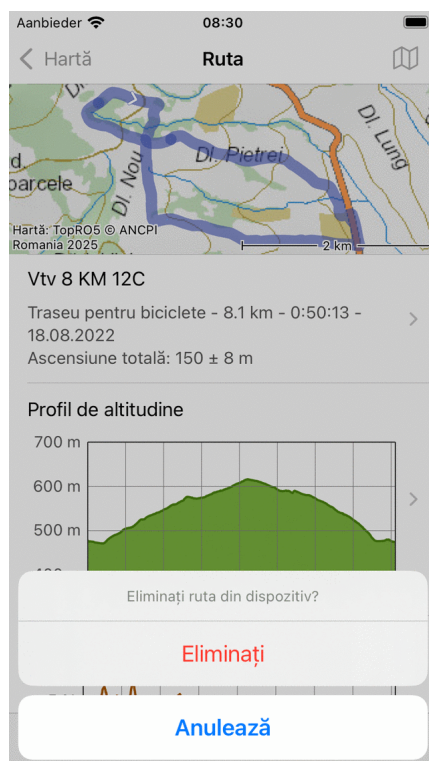 Aanbieder 08:30
Hartă Ruta
Dl. Pietrei
Dl. Lung
Dl. Nou
parcele
Hartă: TopRO5 © ANCPI
Romania 2025
2 km
Vtv 8 KM 12C
Traseu pentru biciclete - 8.1 km - 0:50:13 -
18.08.2022
Ascensiune totală: 150 ± 8 m
Profil de altitudine
700 m
600 m
500 m
Eliminați ruta din dispozitiv?
Eliminați
Anulează